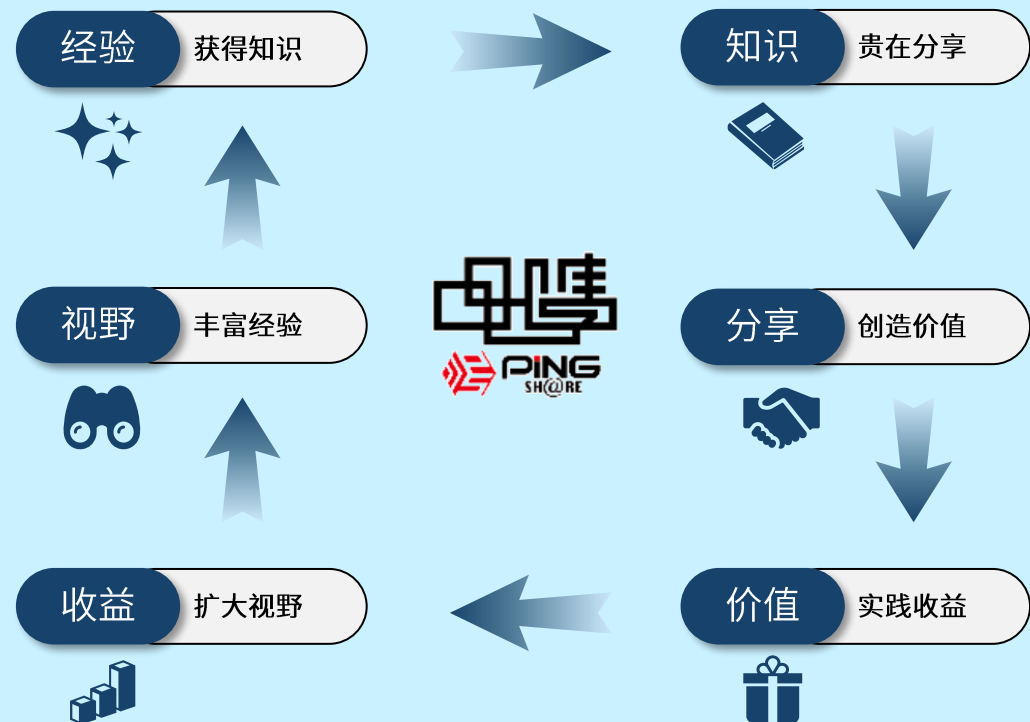 经验 获得知识
知识 贵在分享
视野 丰富经验
PING
SH@RE
分享 创造价值
收益 扩大视野
价值 实践收益